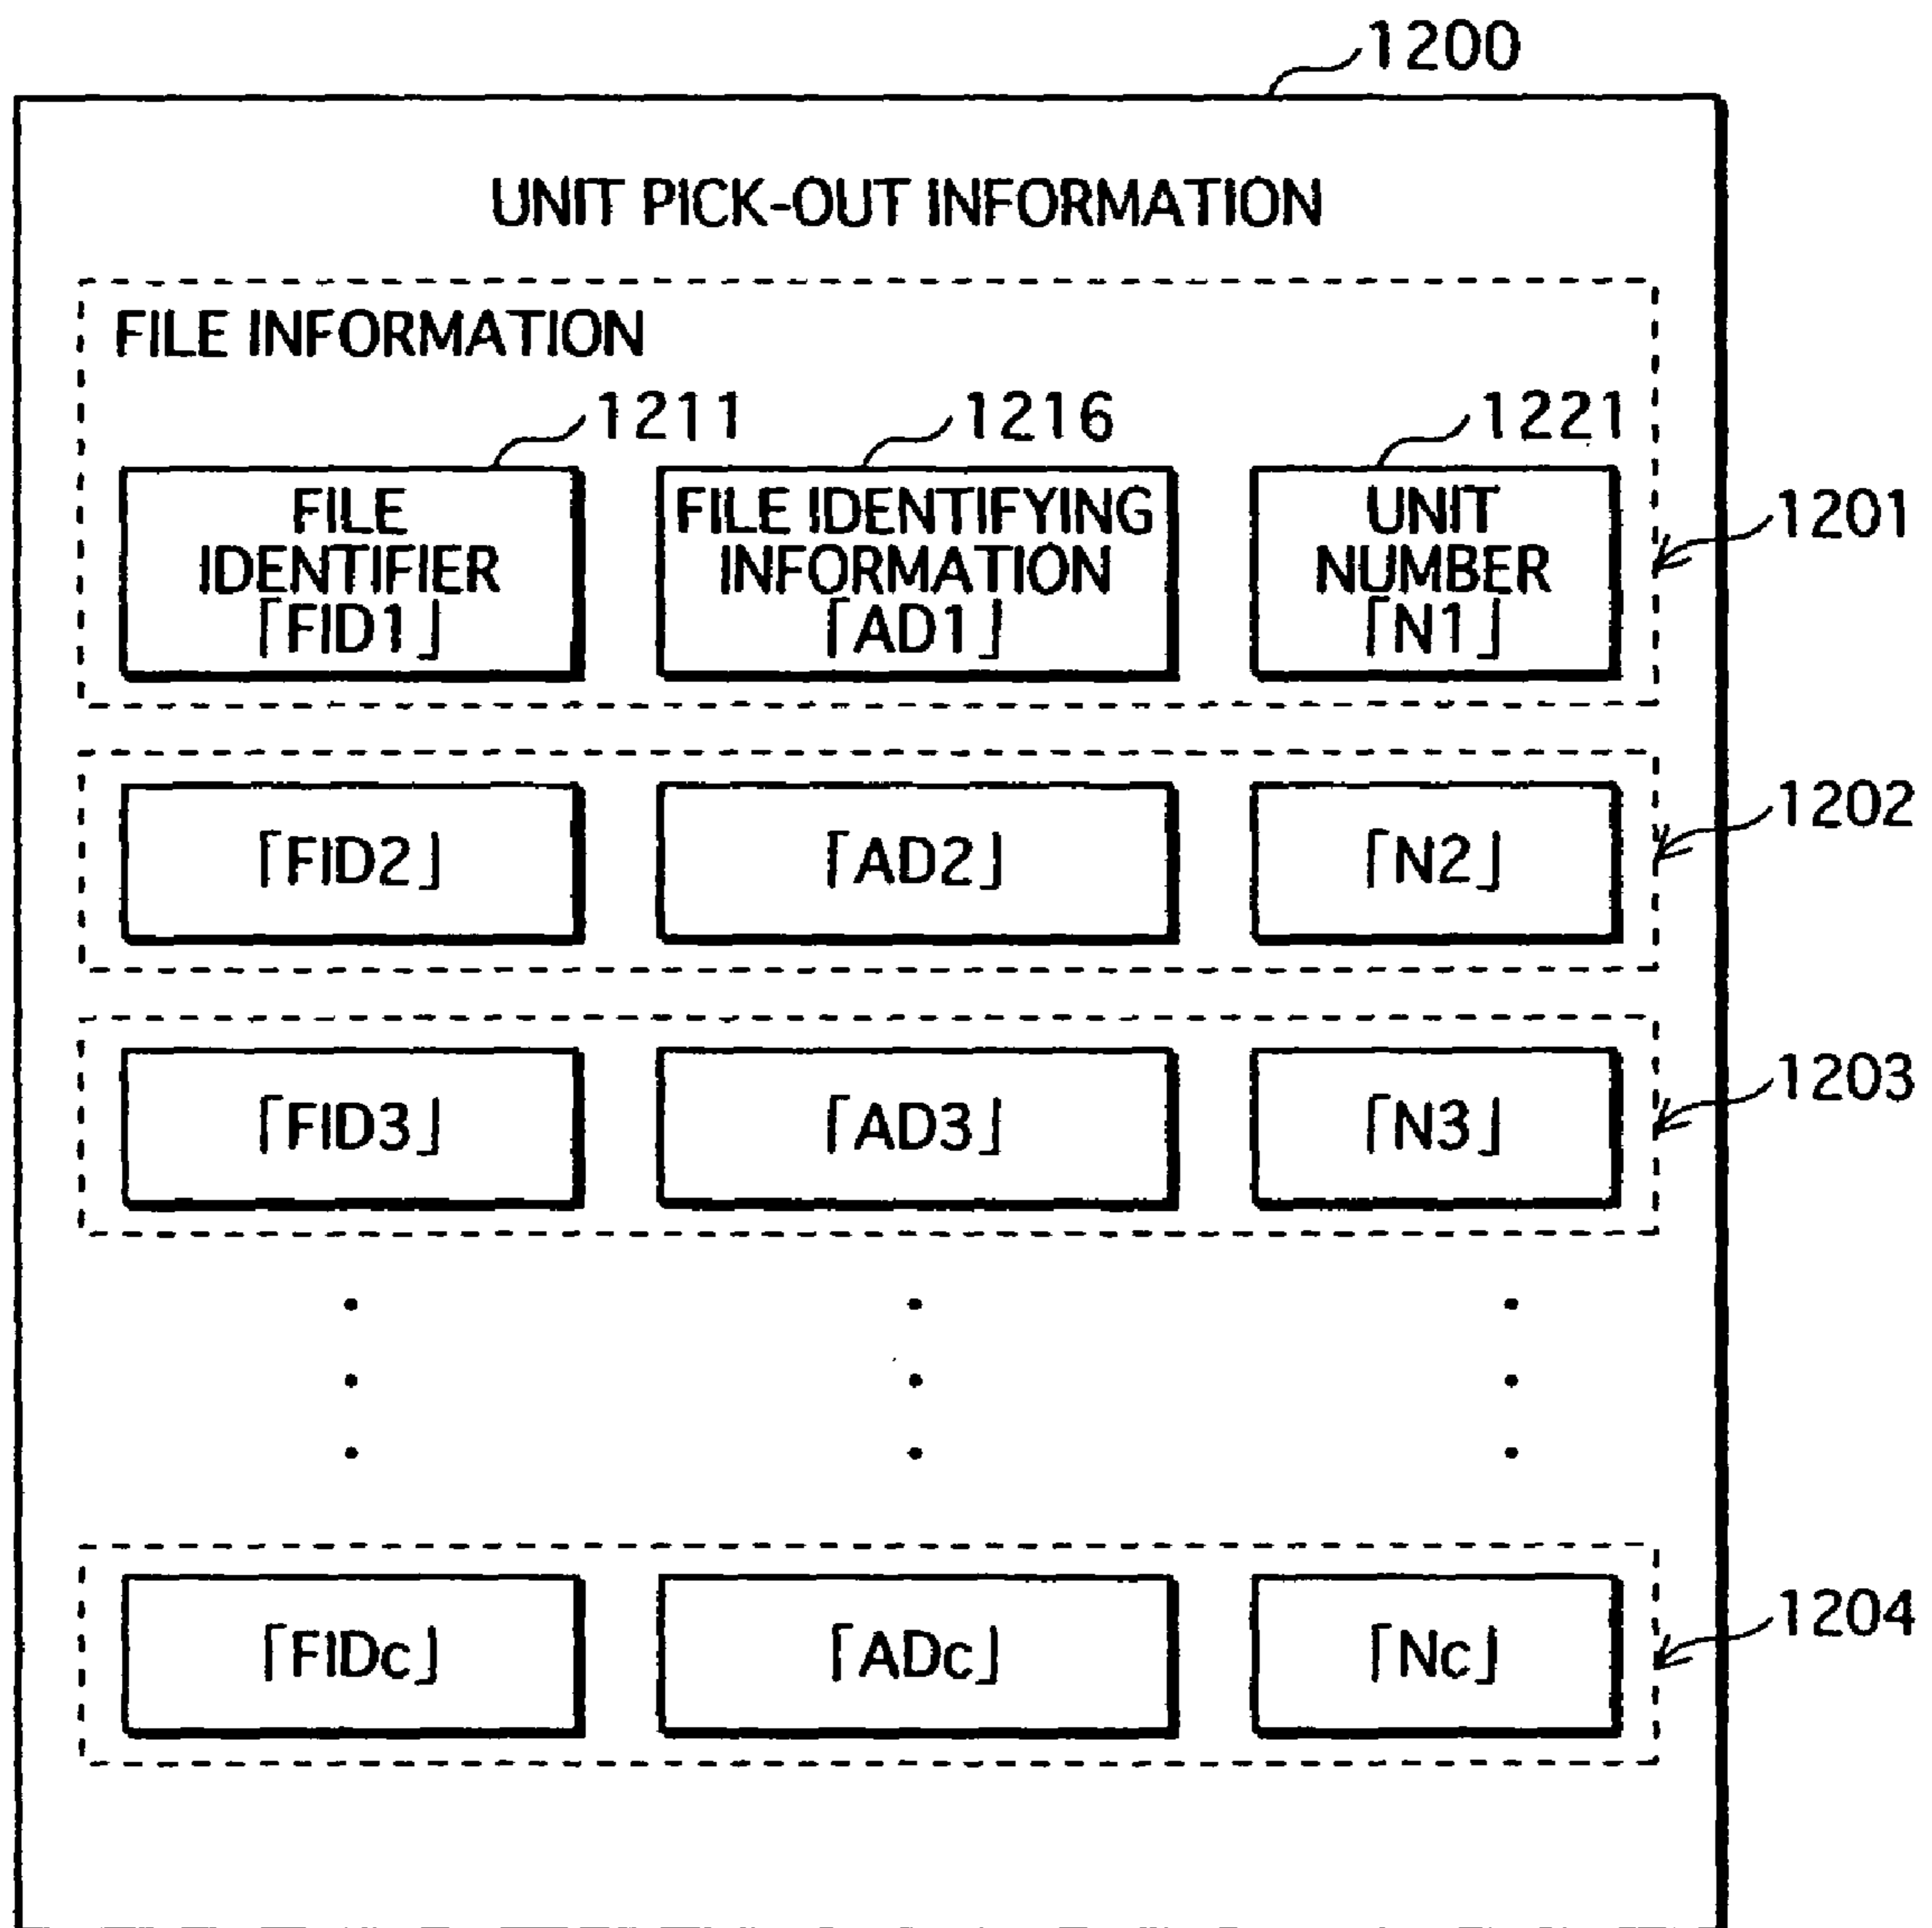 1200
UNIT PICK-OUT INFORMATION
FILE INFORMATION
1211
1216
1221
FILE
IDENTIFIER
「FID1」
FILE IDENTIFYING
INFORMATION
「AD1」
UNIT
NUMBER
「N1」
1201
「FID2」
「AD2」
「N2」
1202
「FID3」
「AD3」
「N3」
1203
「FIDc」
「ADc」
「Nc」
1204